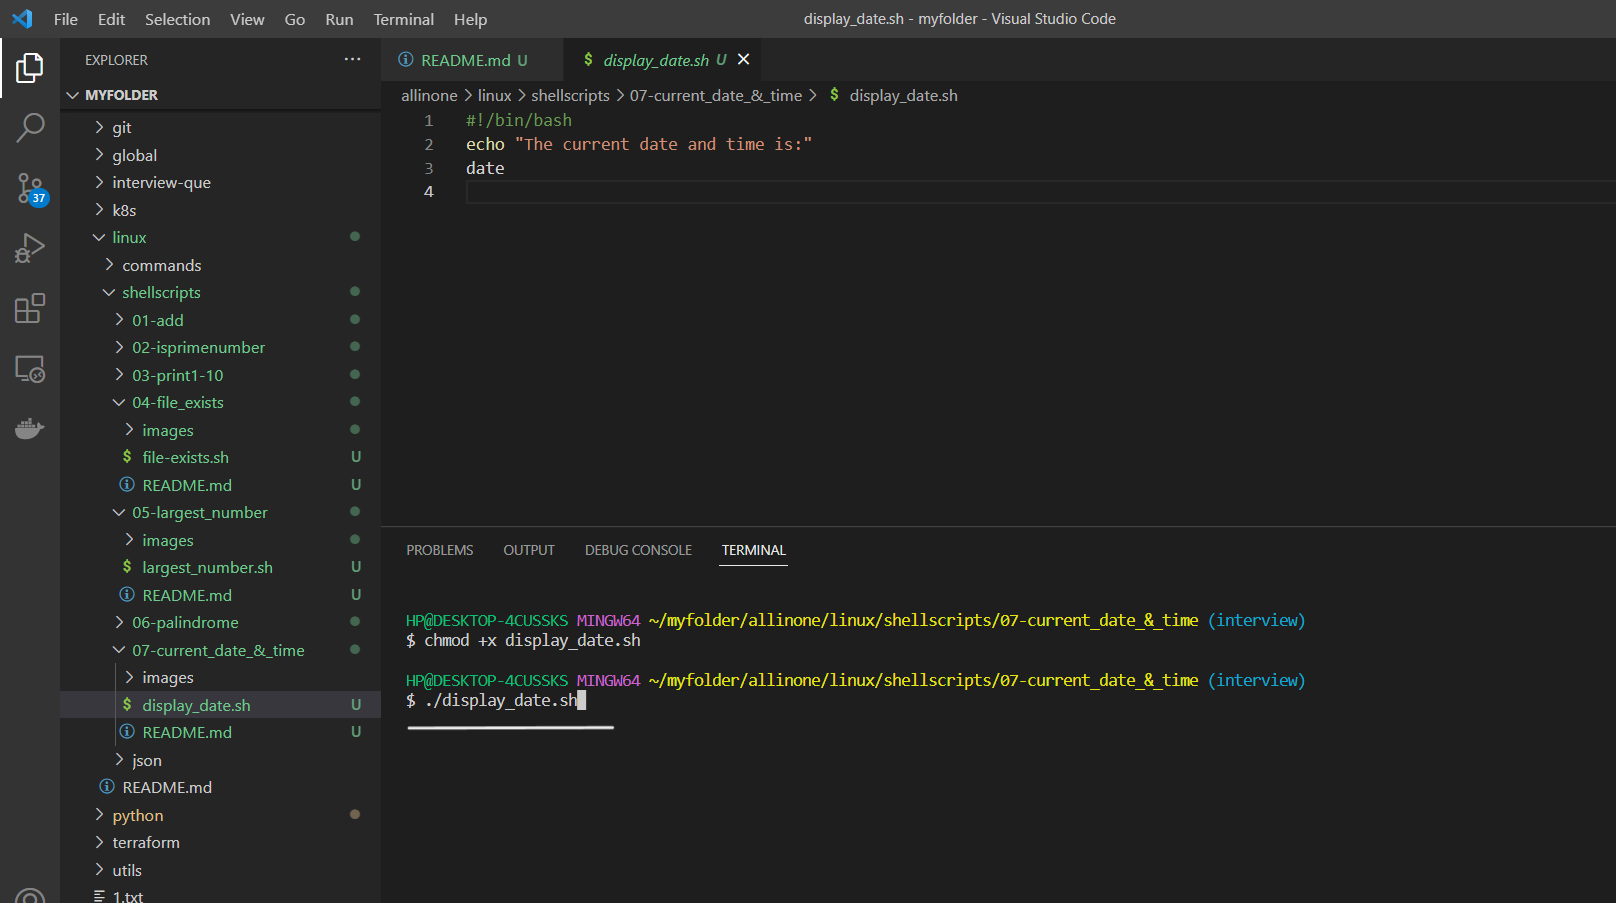 File Edit Selection View Go Run Terminal Help
display_date.sh - myfolder - Visual Studio Code
EXPLORER
MYFOLDER
git
global
interview-que
k8s
linux
commands
shellscripts
01-add
02-isprimenumber
03-print1-10
04-file_exists
images
$ file-exists.sh U
README.md U
05-largest_number
images
$ largest_number.sh U
README.md U
06-palindrome
07-current_date_&_time
images
$ display_date.sh U
README.md U
json
README.md
python
terraform
utils
1.txt
37
README.md U
$ display_date.sh U
allinone > linux > shellscripts > 07-current_date_&_time > $ display_date.sh
1 #!/bin/bash
2 echo "The current date and time is:"
3 date
4
PROBLEMS OUTPUT DEBUG CONSOLE TERMINAL
HP@DESKTOP-4CUSSKS MINGW64 ~/myfolder/allinone/linux/shellscripts/07-current_date_&_time (interview)
$ chmod +x display_date.sh
HP@DESKTOP-4CUSSKS MINGW64 ~/myfolder/allinone/linux/shellscripts/07-current_date_&_time (interview)
$ ./display_date.sh